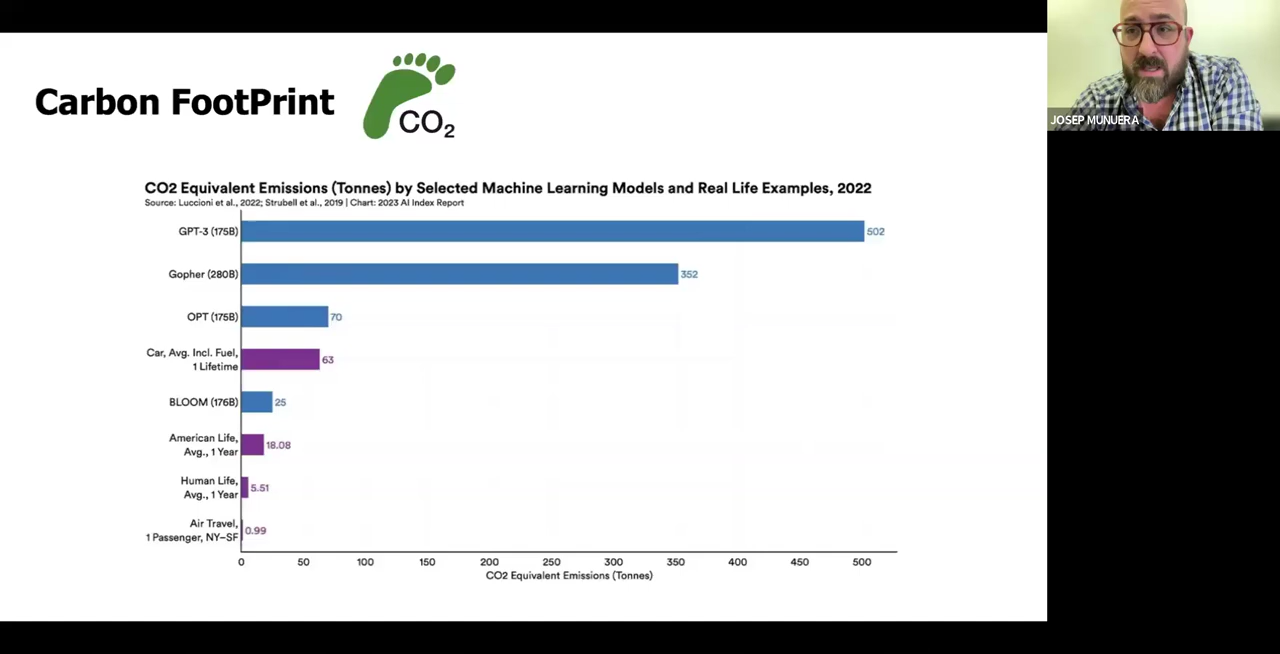 Carbon FootPrint
CO2
JOSEP MUNUERA
CO2 Equivalent Emissions (Tonnes) by Selected Machine Learning Models and Real Life Examples, 2022
Source: Luccioni et al., 2022; Strubell et al., 2019 | Chart: 2023 AI Index Report
GPT-3 (175B) 502
Gopher (280B) 352
OPT (175B) 70
Car, Avg. Incl. Fuel,
1 Lifetime 63
BLOOM (176B) 25
American Life,
Avg., 1 Year 18.08
Human Life,
Avg., 1 Year 5.51
Air Travel,
1 Passenger, NY–SF 0.99
0 50 100 150 200 250 300 350 400 450 500
CO2 Equivalent Emissions (Tonnes)